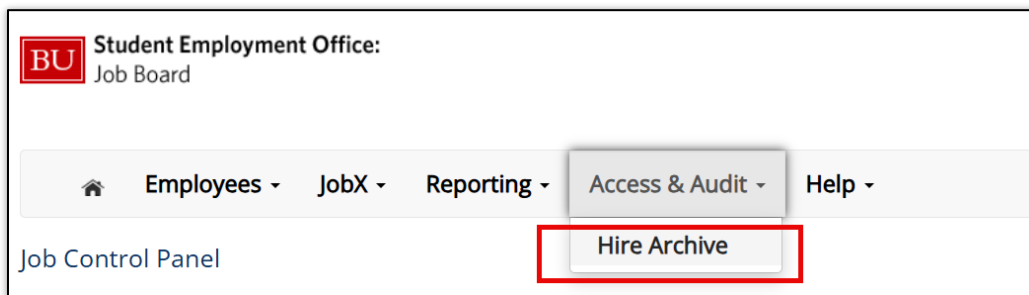 BU
Student Employment Office:
Job Board
Employees JobX Reporting Access & Audit Help
Hire Archive
Job Control Panel